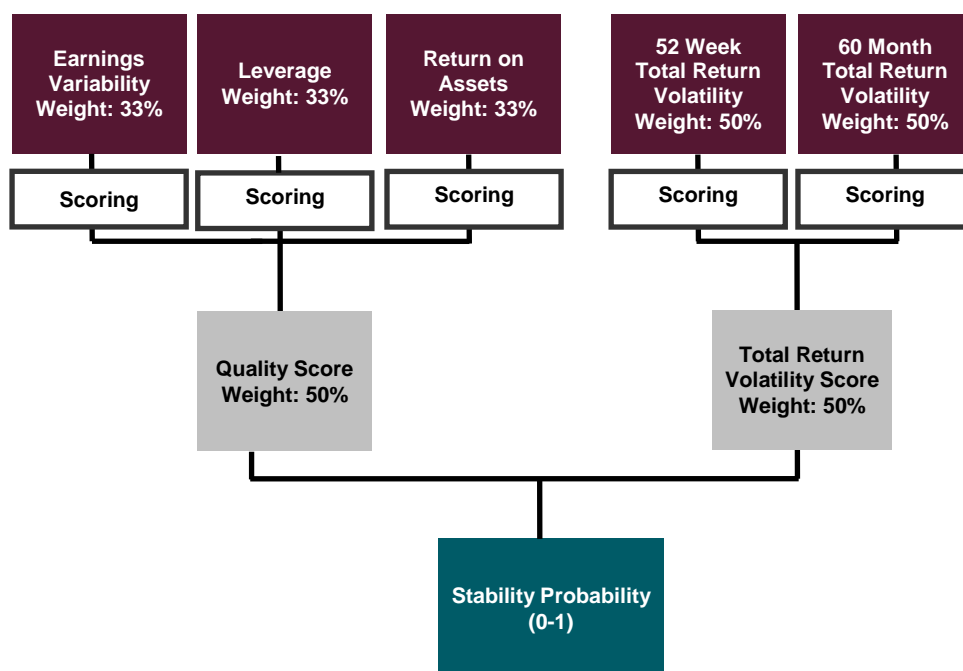 Earnings
Variability
Weight: 33%
Leverage
Weight: 33%
Return on
Assets
Weight: 33%
52 Week
Total Return
Volatility
Weight: 50%
60 Month
Total Return
Volatility
Weight: 50%
Scoring
Scoring
Scoring
Scoring
Scoring
Quality Score
Weight: 50%
Total Return
Volatility Score
Weight: 50%
Stability Probability
(0-1)